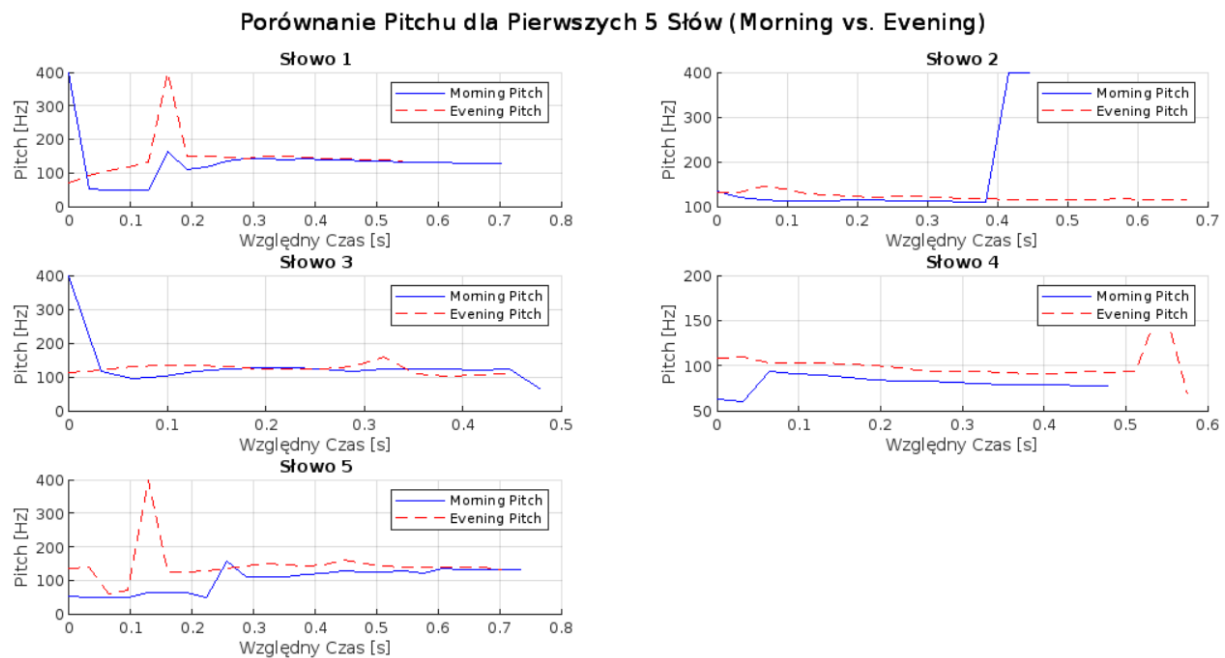 Porównanie Pitchu dla Pierwszych 5 Słów (Morning vs. Evening)
Słowo 1
Pitch [Hz]
400
300
200
100
0
0 0.1 0.2 0.3 0.4 0.5 0.6 0.7 0.8
Względny Czas [s]
Morning Pitch
Evening Pitch
Słowo 2
Pitch [Hz]
400
300
200
100
0 0.1 0.2 0.3 0.4 0.5 0.6 0.7
Względny Czas [s]
Morning Pitch
Evening Pitch
Słowo 3
Pitch [Hz]
400
300
200
100
0
0 0.1 0.2 0.3 0.4 0.5
Względny Czas [s]
Morning Pitch
Evening Pitch
Słowo 4
Pitch [Hz]
200
150
100
50
0 0.1 0.2 0.3 0.4 0.5 0.6
Względny Czas [s]
Morning Pitch
Evening Pitch
Słowo 5
Pitch [Hz]
400
300
200
100
0
0 0.1 0.2 0.3 0.4 0.5 0.6 0.7 0.8
Względny Czas [s]
Morning Pitch
Evening Pitch